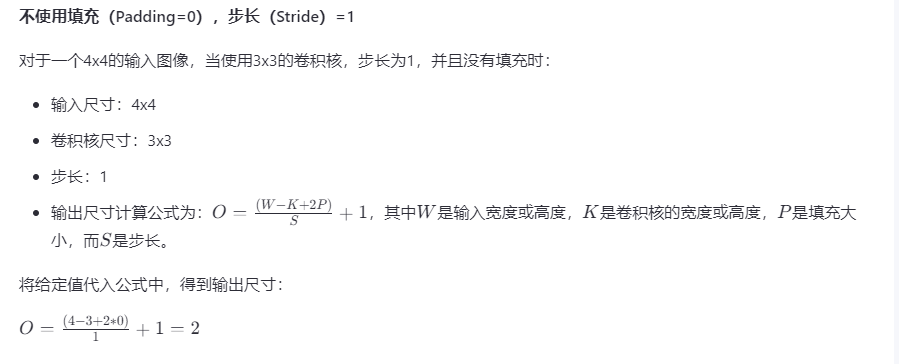 不使用填充（Padding=0），步长（Stride）=1
对于一个4x4的输入图像，当使用3x3的卷积核，步长为1，并且没有填充时：
• 输入尺寸：4x4
• 卷积核尺寸：3x3
• 步长：1
• 输出尺寸计算公式为：$O = \frac{(W-K+2P)}{S} + 1$，其中$W$是输入宽度或高度，$K$是卷积核的宽度或高度，$P$是填充大
小，而$S$是步长。
将给定值代入公式中，得到输出尺寸：
$O = \frac{(4-3+2*0)}{1} + 1 = 2$